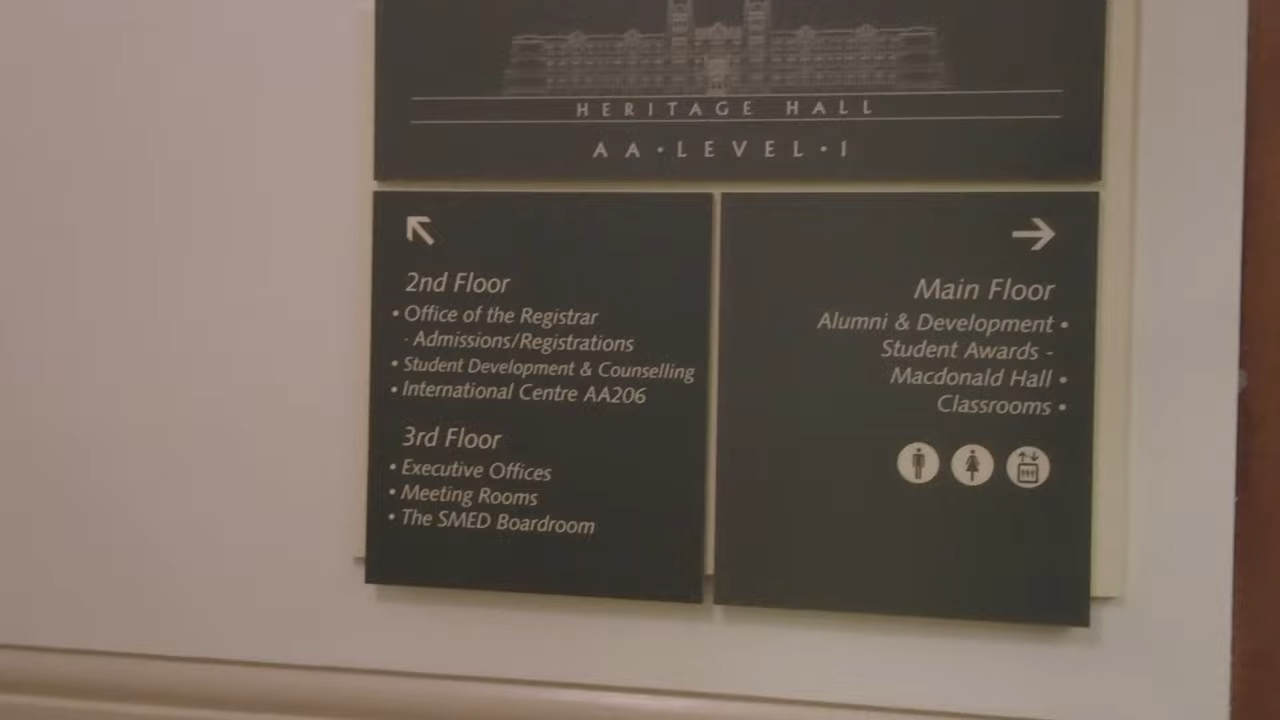 HERITAGE HALL
AA•LEVEL•1
2nd Floor
• Office of the Registrar
- Admissions/Registrations
• Student Development & Counselling
• International Centre AA206
3rd Floor
• Executive Offices
• Meeting Rooms
• The SMED Boardroom
Main Floor
Alumni & Development •
Student Awards -
Macdonald Hall •
Classrooms •